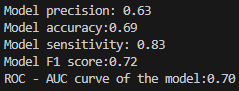 Model precision: 0.63
Model accuracy:0.69
Model sensitivity: 0.83
Model F1 score:0.72
ROC - AUC curve of the model:0.70